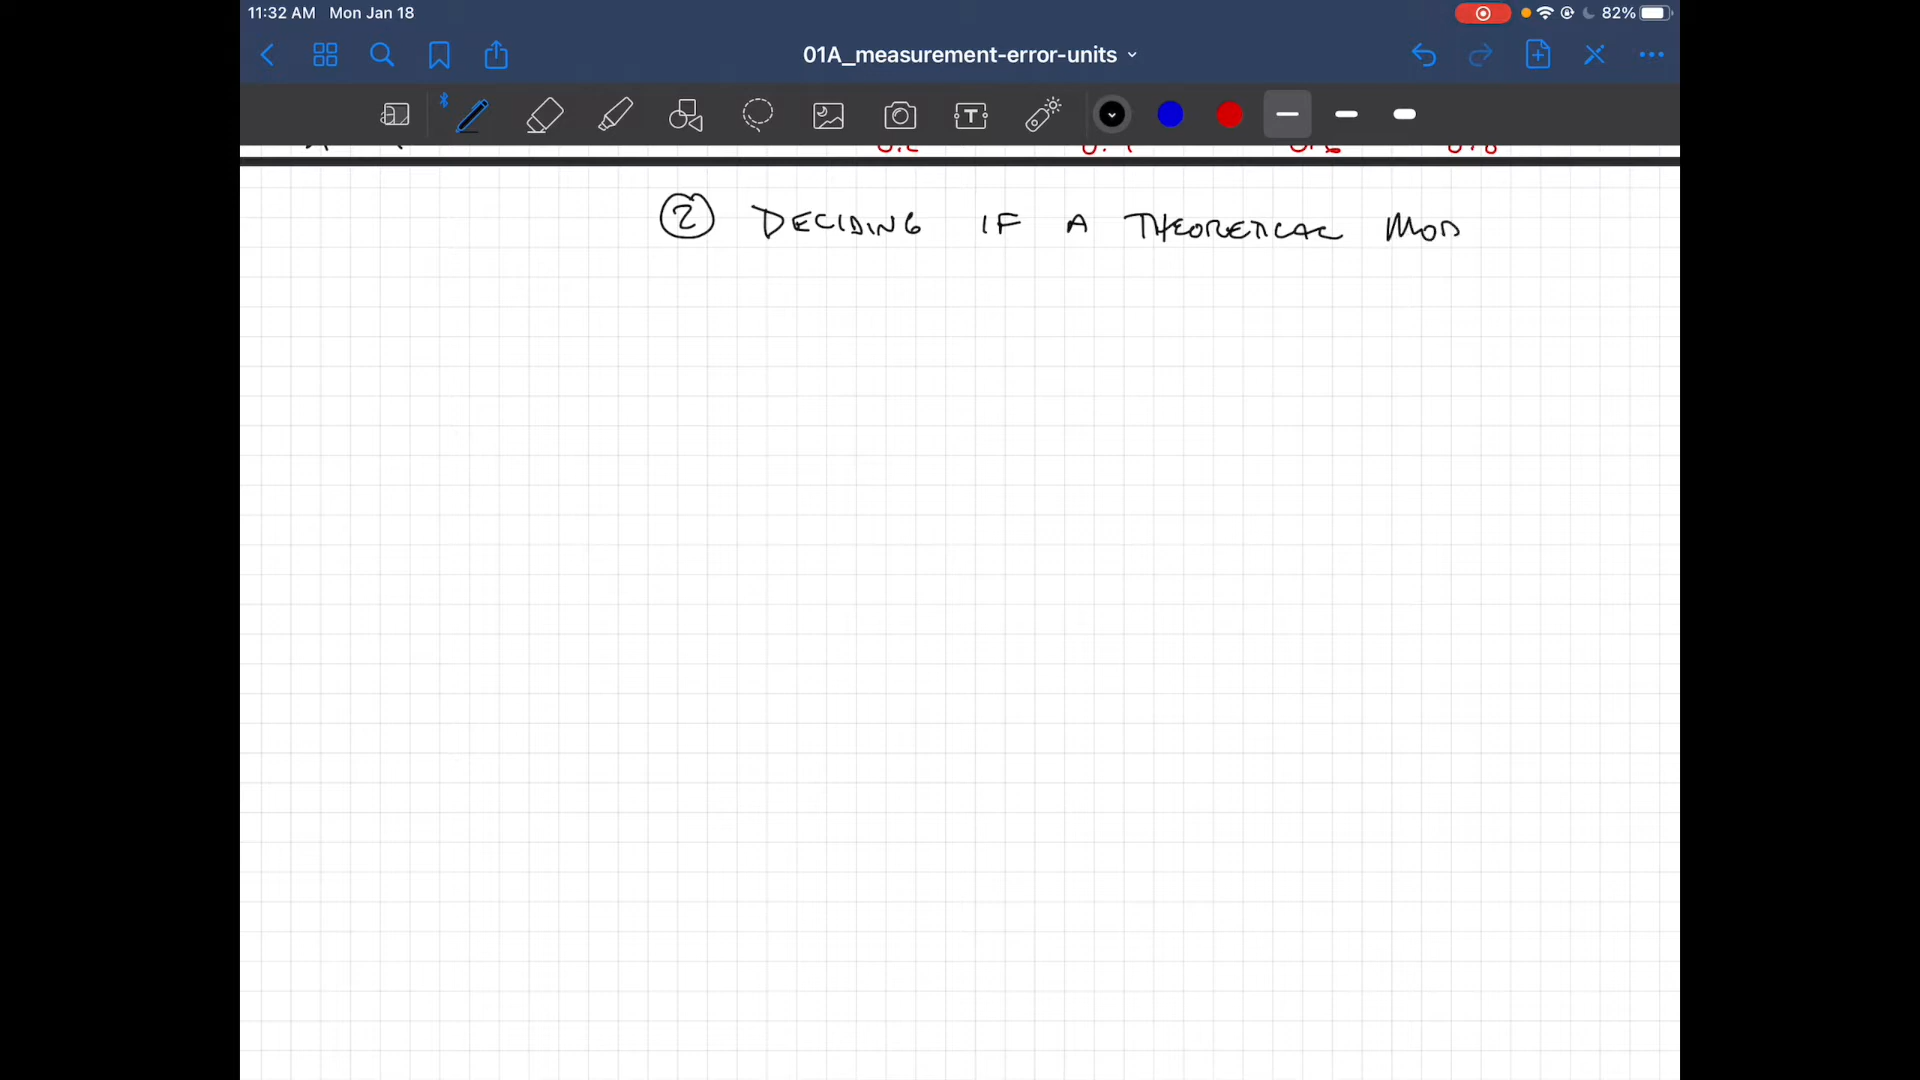 11:32 AM Mon Jan 18
82%
01A_measurement-error-units
T
② DECIDING IF A THEORETICAL MOD